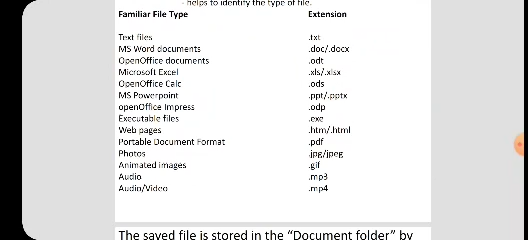 - helps to identify the type of file.
Familiar File Type Extension
Text files .txt
MS Word documents .doc/.docx
OpenOffice documents .odt
Microsoft Excel .xls/.xlsx
OpenOffice Calc .ods
MS Powerpoint .ppt/.pptx
openOffice Impress .odp
Executable files .exe
Web pages .htm/.html
Portable Document Format .pdf
Photos .jpg/jpeg
Animated images .gif
Audio .mp3
Audio/Video .mp4
The saved file is stored in the “Document folder” by